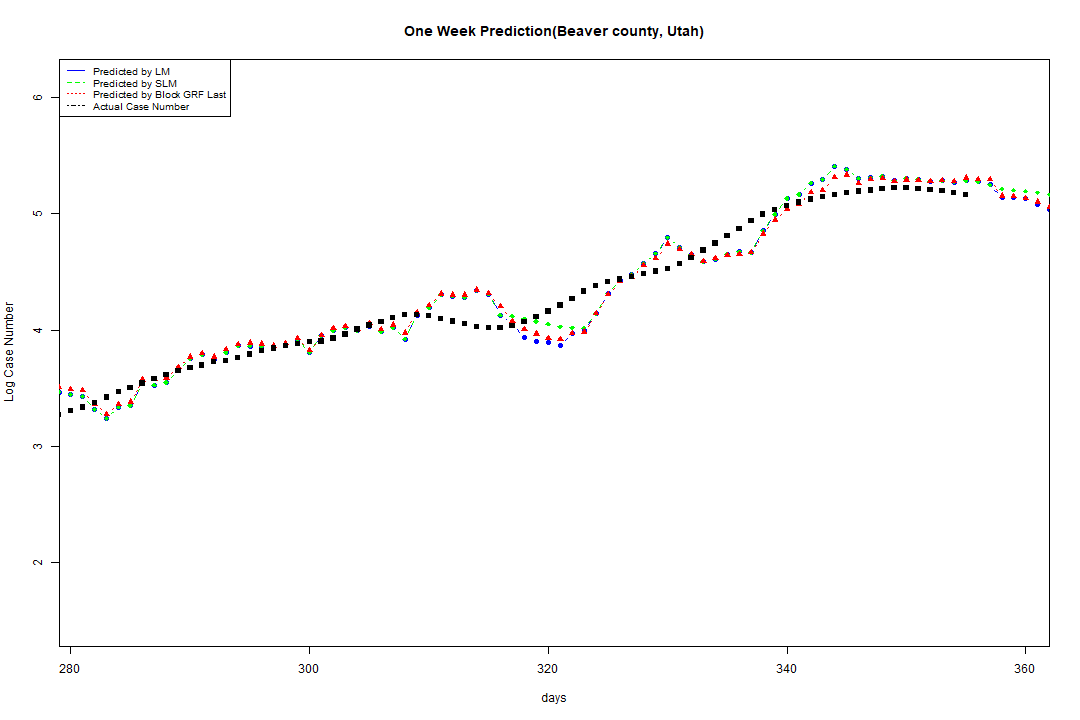 One Week Prediction(Beaver county, Utah)
Predicted by LM
Predicted by SLM
Predicted by Block GRF Last
Actual Case Number
6
5
4
3
2
Log Case Number
280 300 320 340 360
days